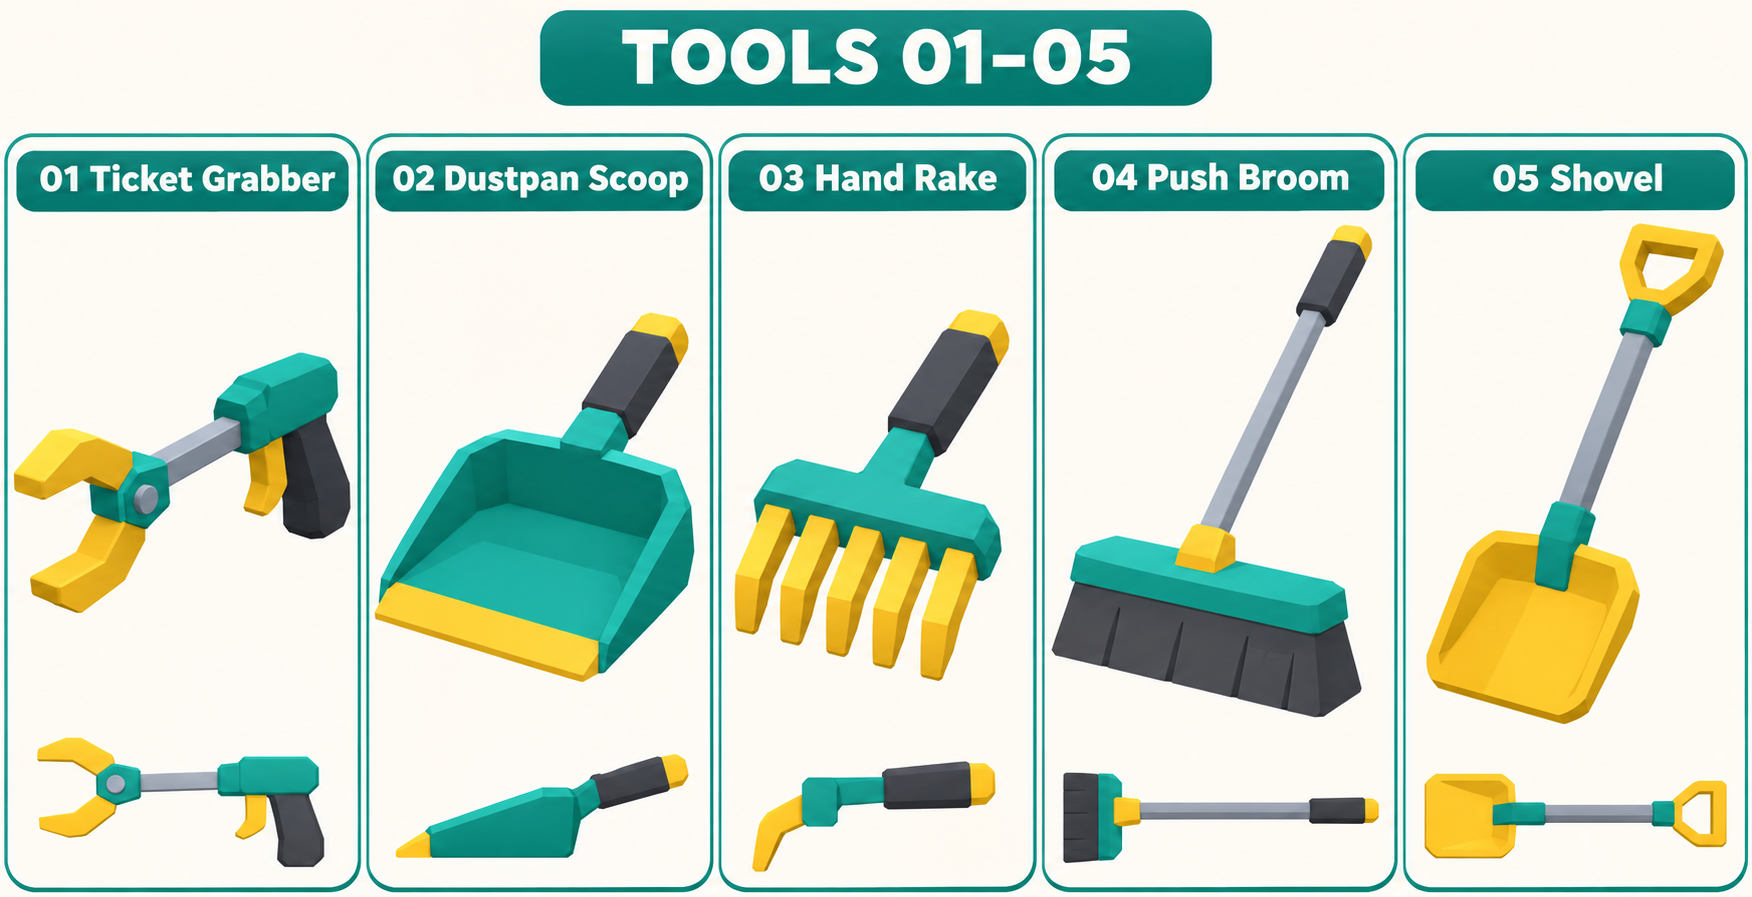 TOOLS 01–05
01 Ticket Grabber
02 Dustpan Scoop
03 Hand Rake
04 Push Broom
05 Shovel